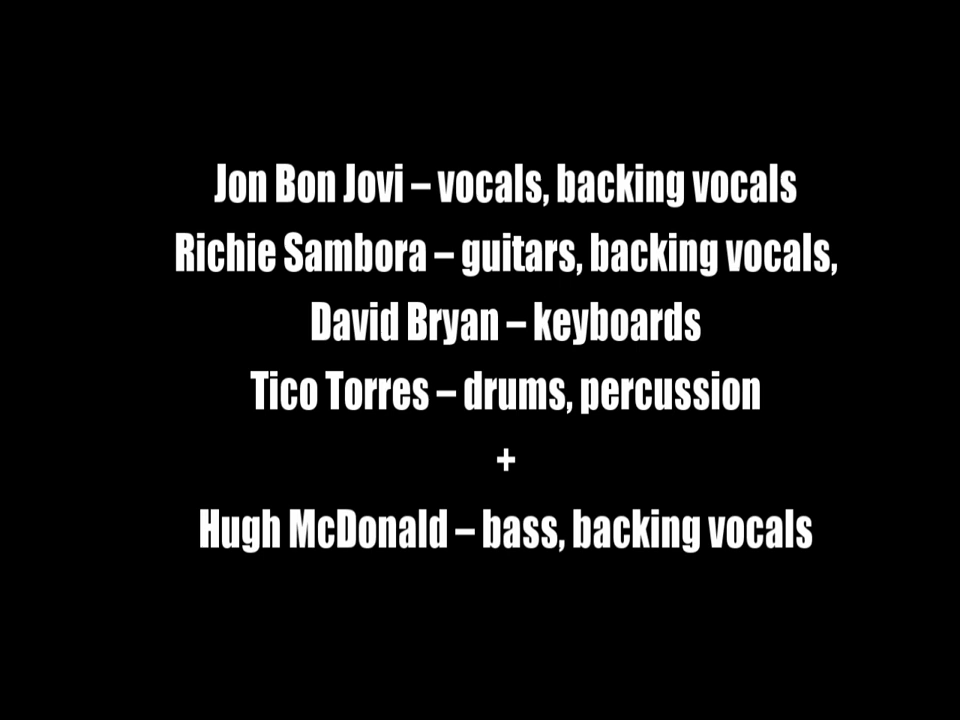 Jon Bon Jovi – vocals, backing vocals
Richie Sambora – guitars, backing vocals,
David Bryan – keyboards
Tico Torres – drums, percussion
+
Hugh McDonald – bass, backing vocals